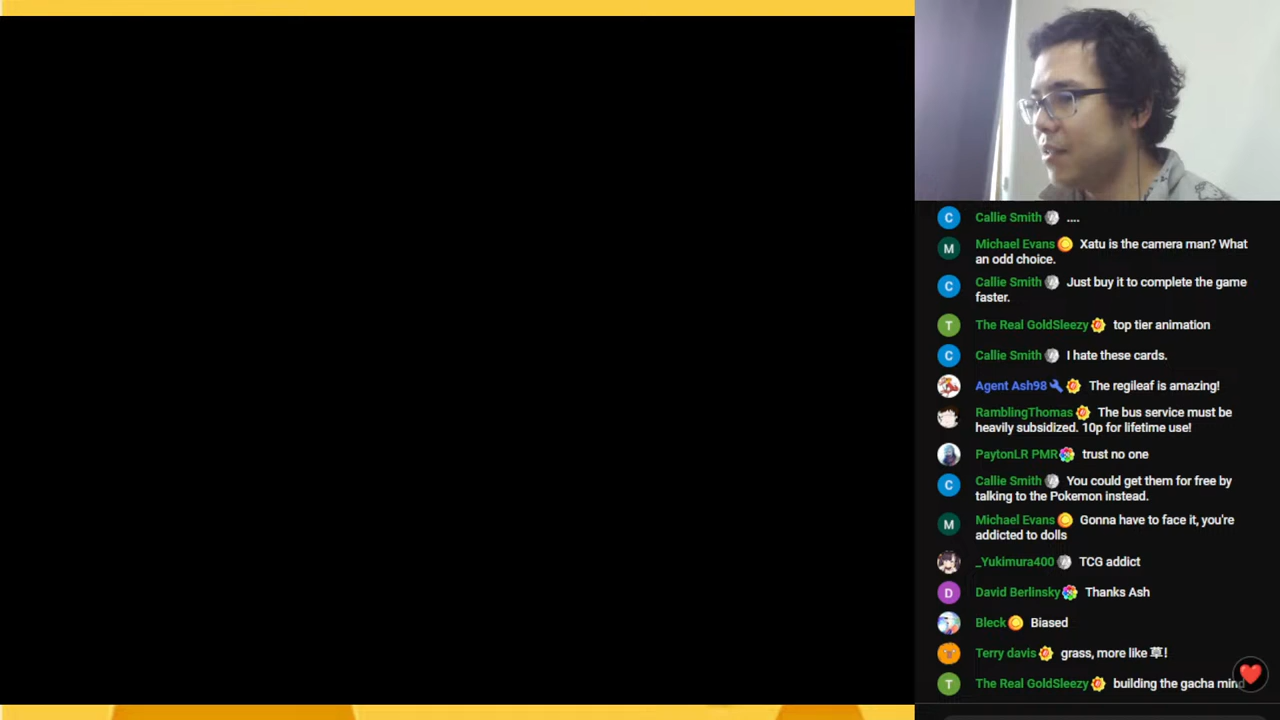 C Callie Smith ....
M Michael Evans Xatu is the camera man? What
an odd choice.
C Callie Smith Just buy it to complete the game
faster.
T The Real GoldSleezy top tier animation
C Callie Smith I hate these cards.
Agent Ash98 The regileaf is amazing!
RamblingThomas The bus service must be
heavily subsidized. 10p for lifetime use!
PaytonLR PMR trust no one
C Callie Smith You could get them for free by
talking to the Pokemon instead.
M Michael Evans Gonna have to face it, you're
addicted to dolls
_Yukimura400 TCG addict
D David Berlinsky Thanks Ash
Bleck Biased
Terry davis grass, more like 草!
T The Real GoldSleezy building the gacha mind